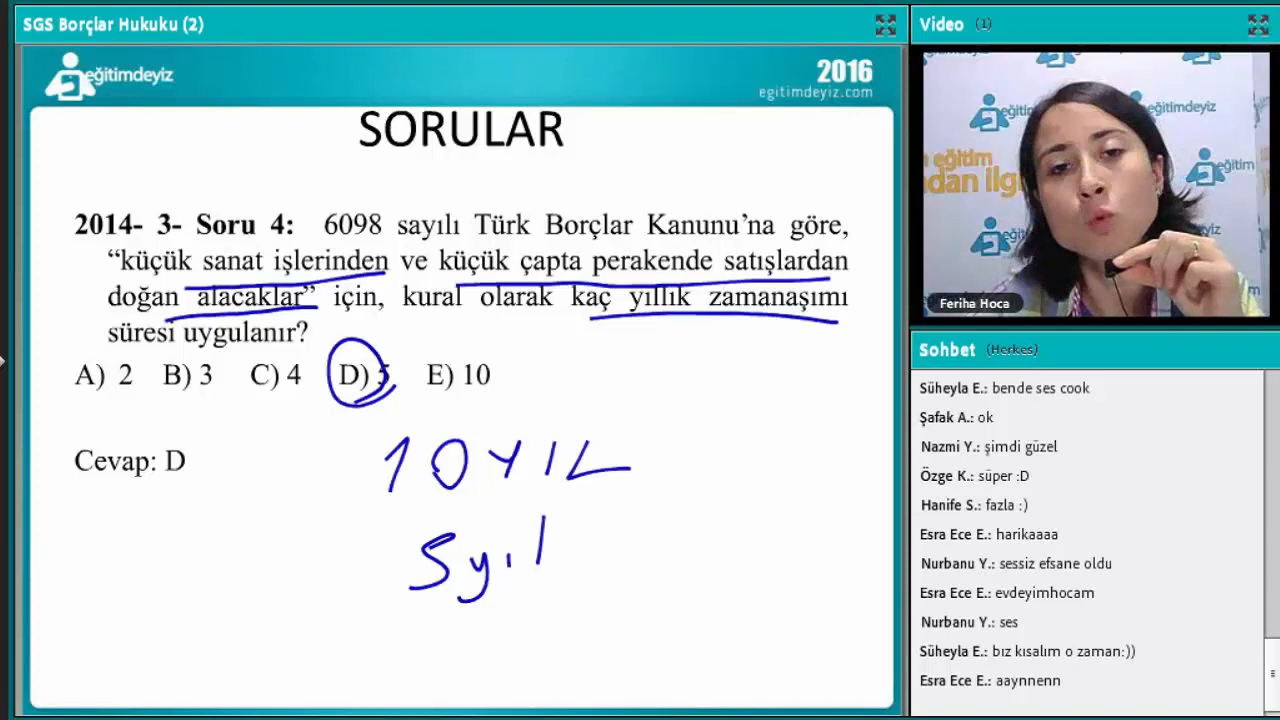 SGS Borçlar Hukuku (2)
eğitimdeyiz
2016
egitimdeyiz.com
SORULAR
2014- 3- Soru 4: 6098 sayılı Türk Borçlar Kanunu’na göre,
“küçük sanat işlerinden ve küçük çapta perakende satışlardan
doğan alacaklar” için, kural olarak kaç yıllık zamanaşımı
süresi uygulanır?
A) 2 B) 3 C) 4 D) 5 E) 10
Cevap: D
10 YIL
5 yıl
Video (1)
eğitimdeyiz
eğitim
eğitim
Feriha Hoca
Sohbet (Herkes)
Süheyla E.: bende ses cook
Şafak A.: ok
Nazmi Y.: şimdi güzel
Özge K.: süper :D
Hanife S.: fazla :)
Esra Ece E.: harikaaaa
Nurbanu Y.: sessiz efsane oldu
Esra Ece E.: evdeyimhocam
Nurbanu Y.: ses
Süheyla E.: bız kısalım o zaman:))
Esra Ece E.: aaynnenn